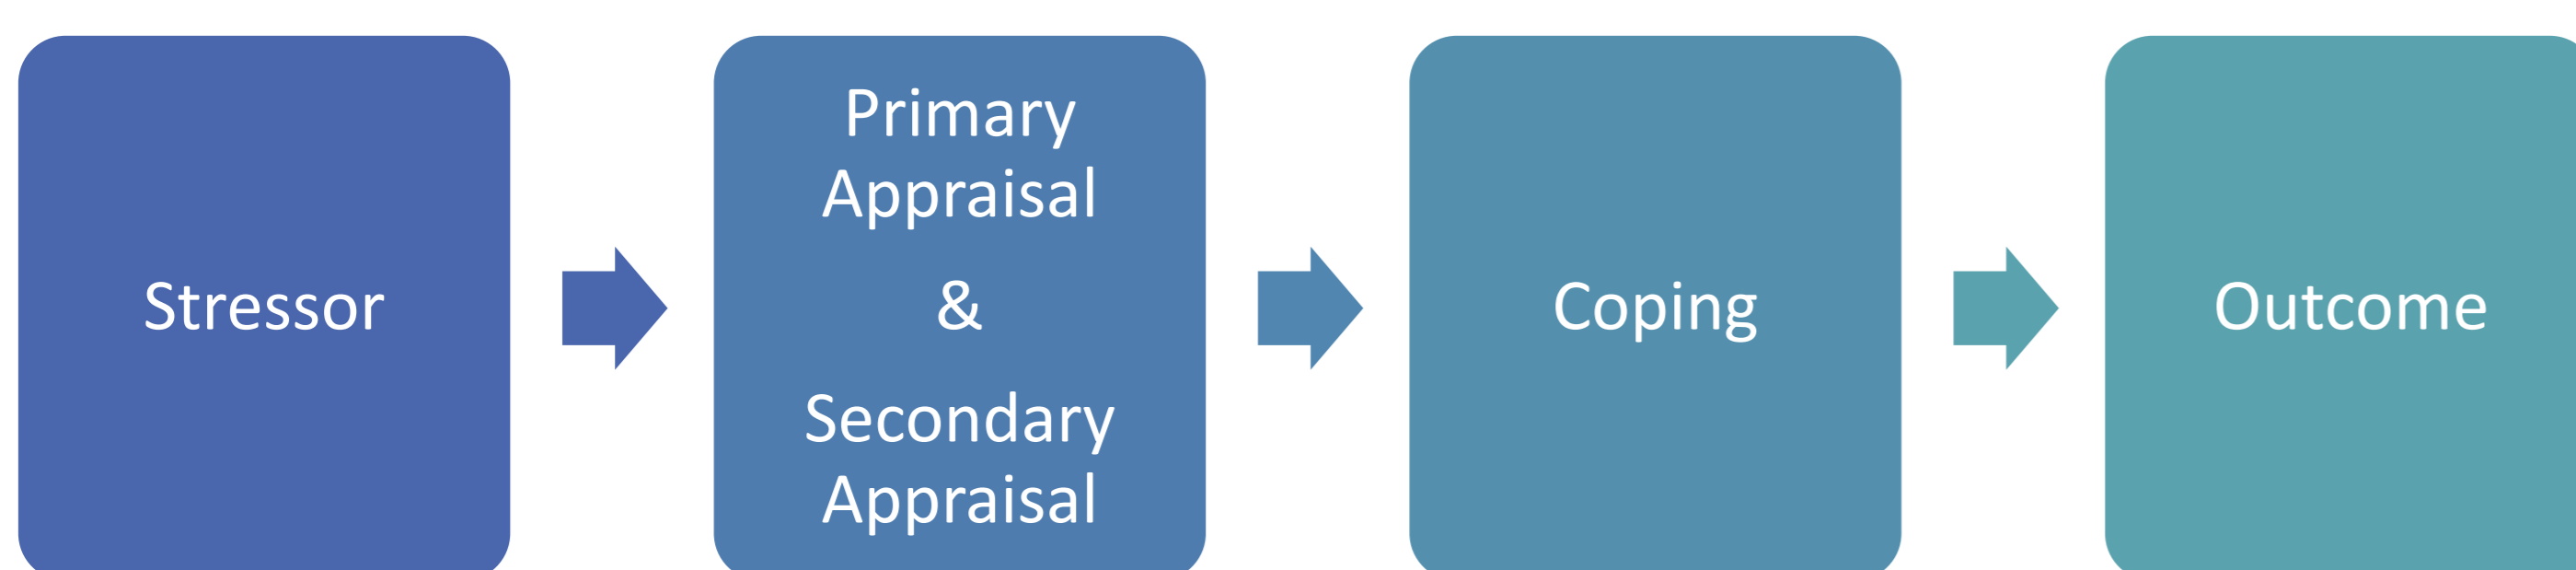 Stressor
Primary
Appraisal
&
Secondary
Appraisal
Coping
Outcome